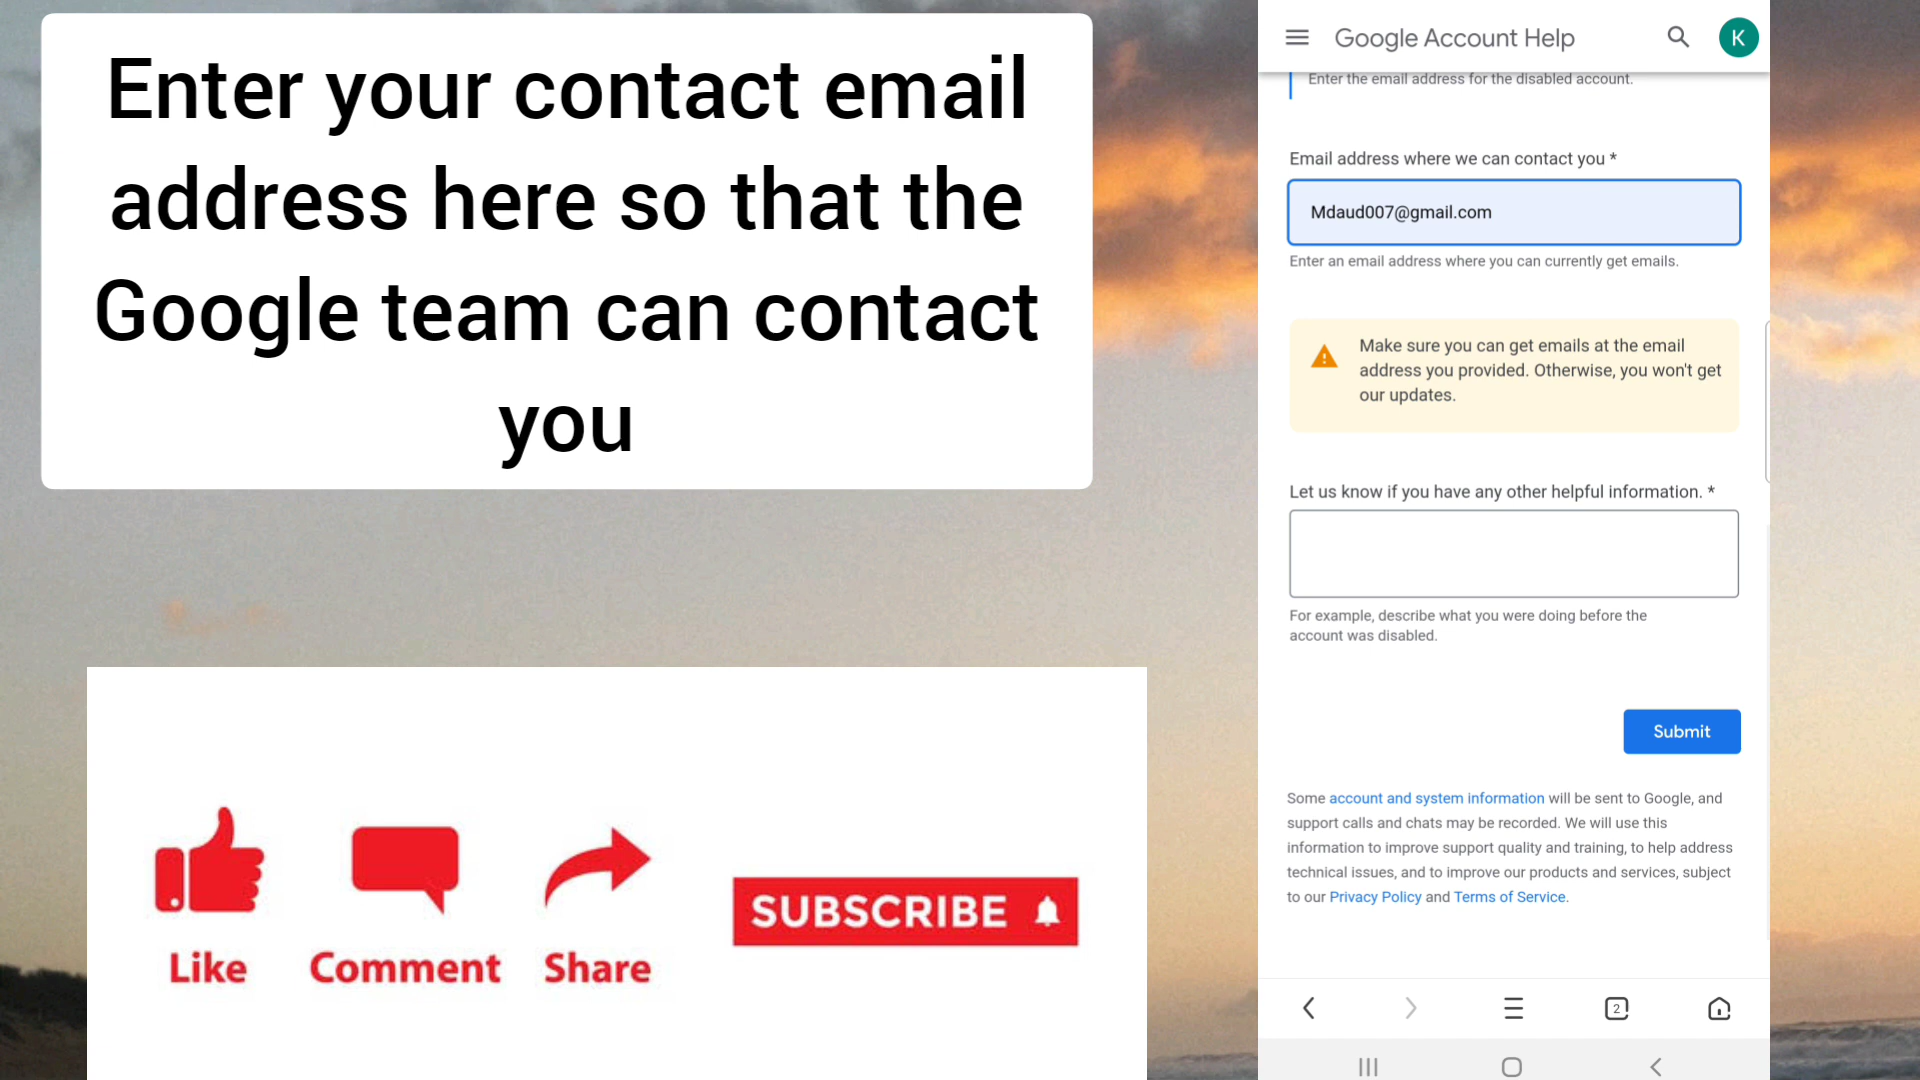 Enter your contact email
address here so that the
Google team can contact
you
Like
Comment
Share
SUBSCRIBE
Google Account Help
K
Enter the email address for the disabled account.
Email address where we can contact you *
Mdaud007@gmail.com
Enter an email address where you can currently get emails.
Make sure you can get emails at the email
address you provided. Otherwise, you won't get
our updates.
Let us know if you have any other helpful information. *
For example, describe what you were doing before the
account was disabled.
Submit
Some account and system information will be sent to Google, and
support calls and chats may be recorded. We will use this
information to improve support quality and training, to help address
technical issues, and to improve our products and services, subject
to our Privacy Policy and Terms of Service.
2